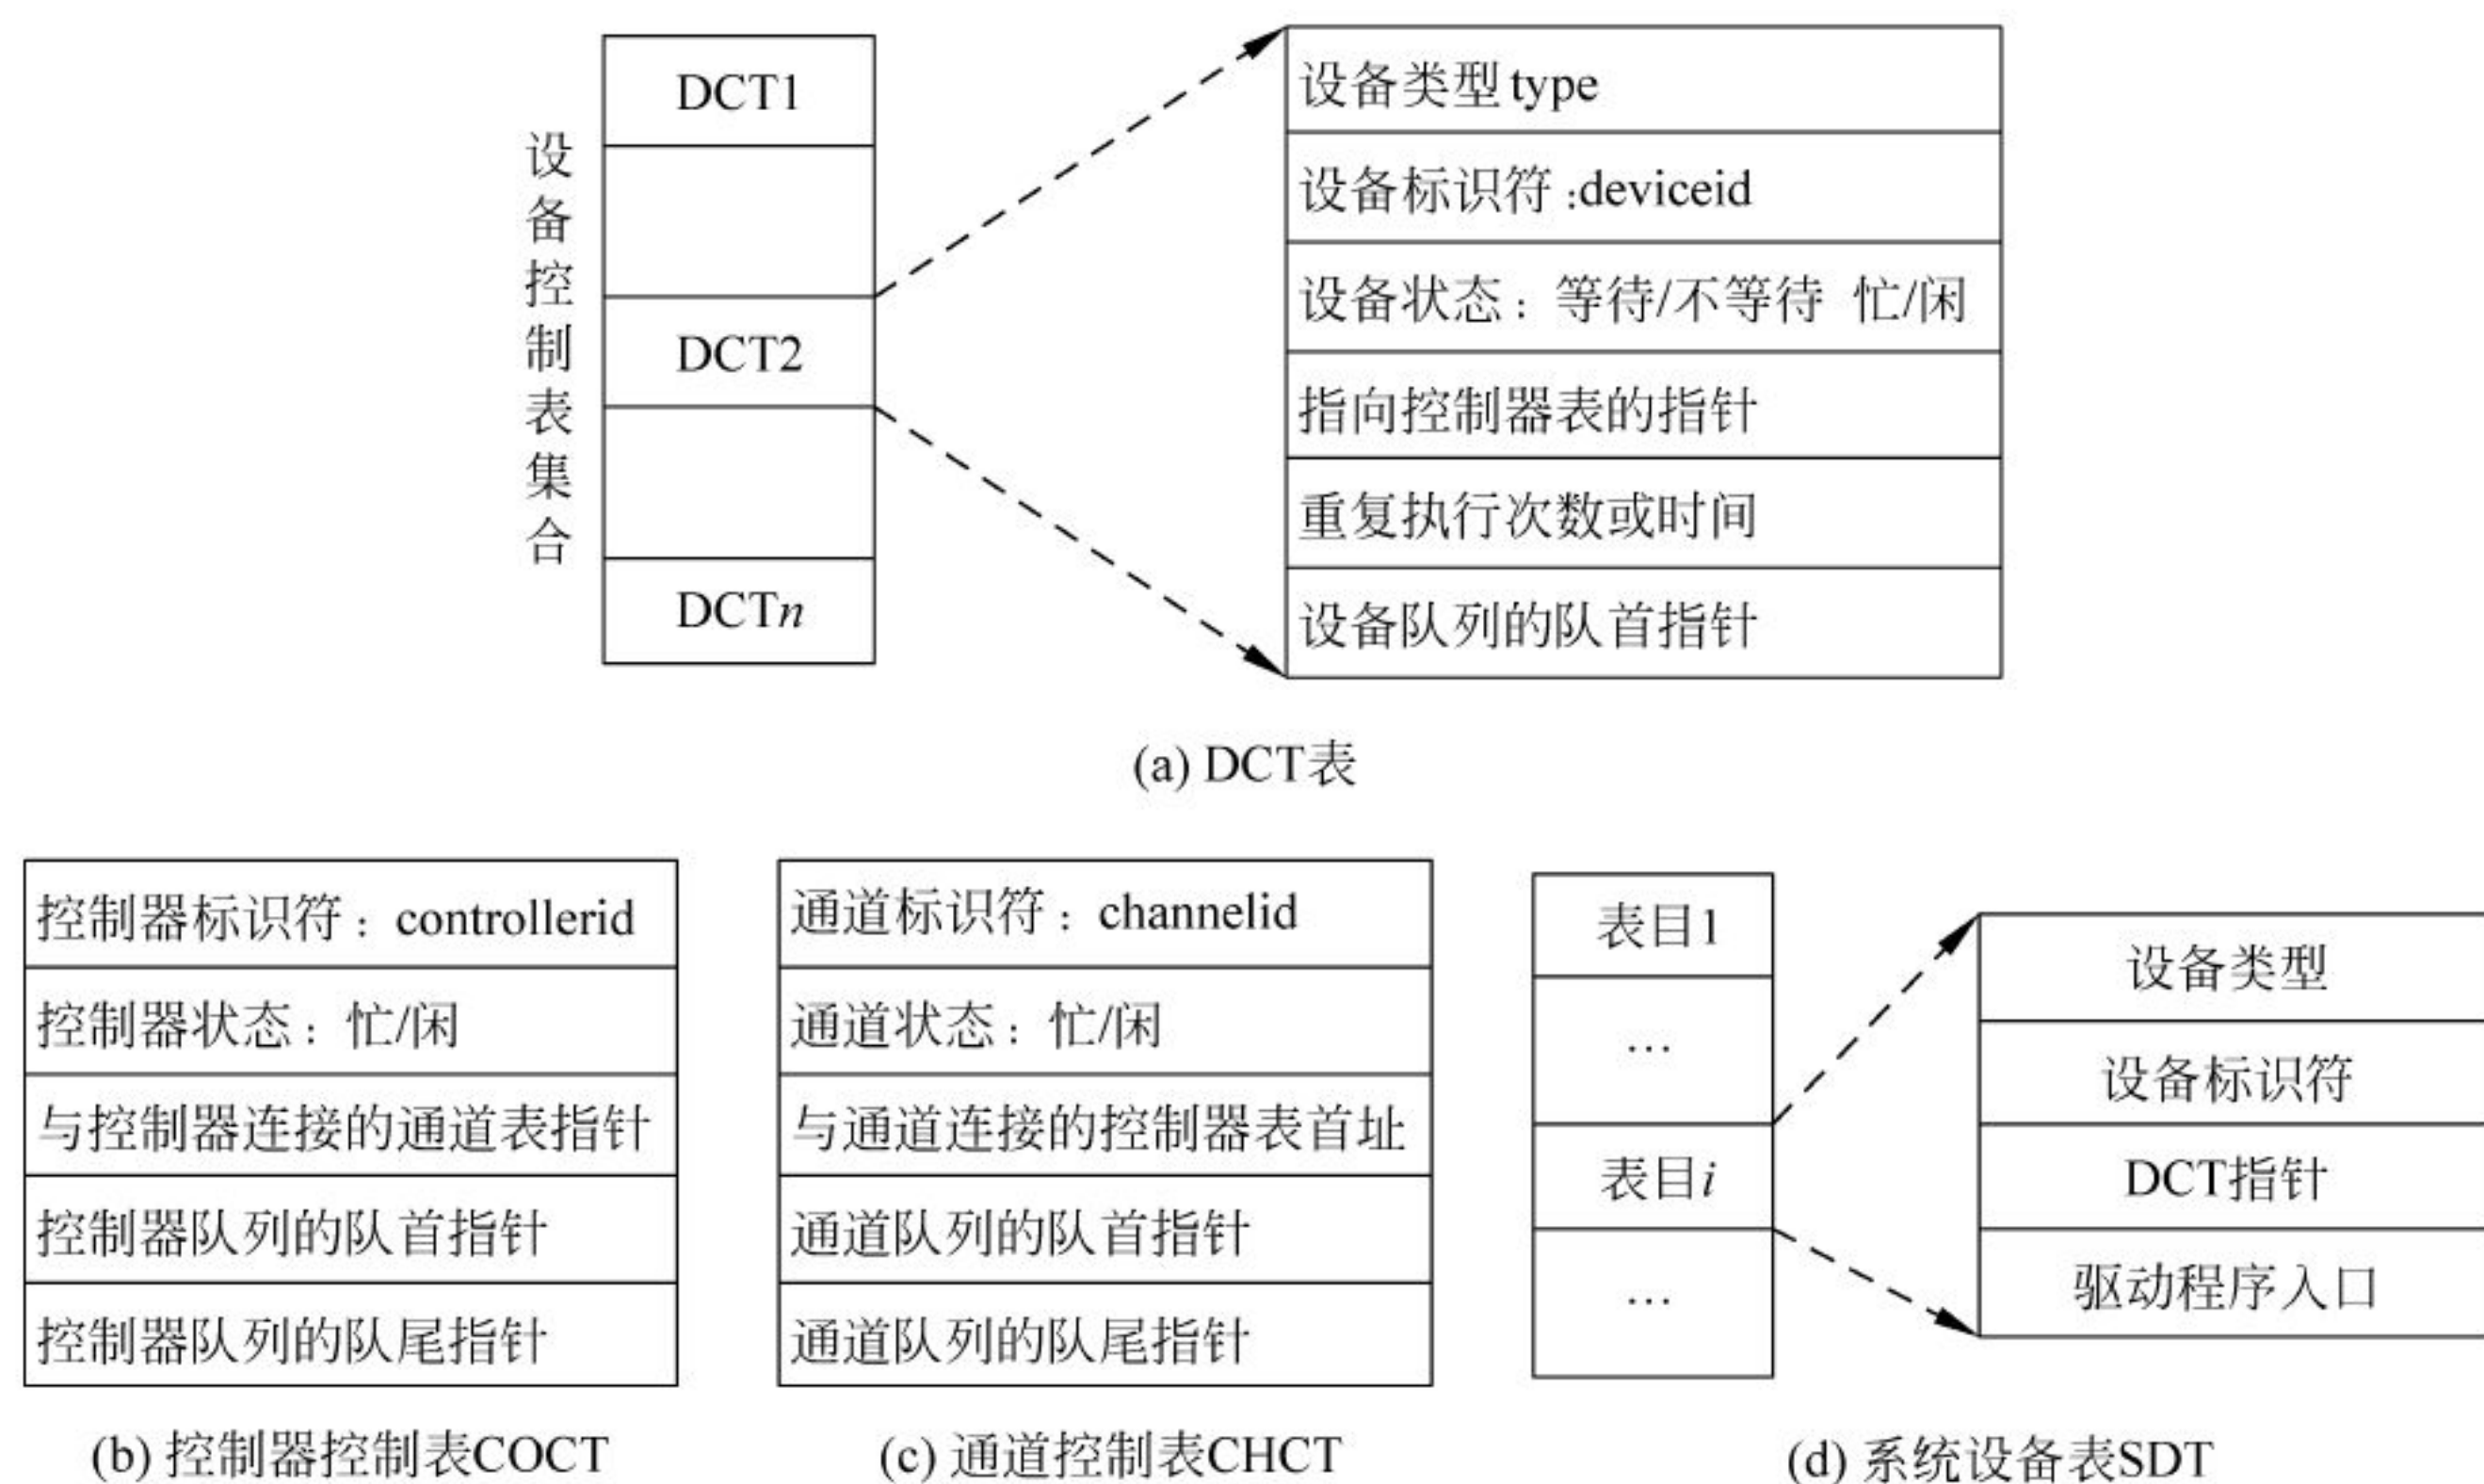 设备控制表集合
DCT1
DCT2
DCTn
设备类型type
设备标识符:deviceid
设备状态：等待/不等待 忙/闲
指向控制器表的指针
重复执行次数或时间
设备队列的队首指针
(a) DCT表
控制器标识符：controllerid
控制器状态：忙/闲
与控制器连接的通道表指针
控制器队列的队首指针
控制器队列的队尾指针
(b) 控制器控制表COCT
通道标识符：channelid
通道状态：忙/闲
与通道连接的控制器表首址
通道队列的队首指针
通道队列的队尾指针
(c) 通道控制表CHCT
表目1
…
表目i
…
设备类型
设备标识符
DCT指针
驱动程序入口
(d) 系统设备表SDT